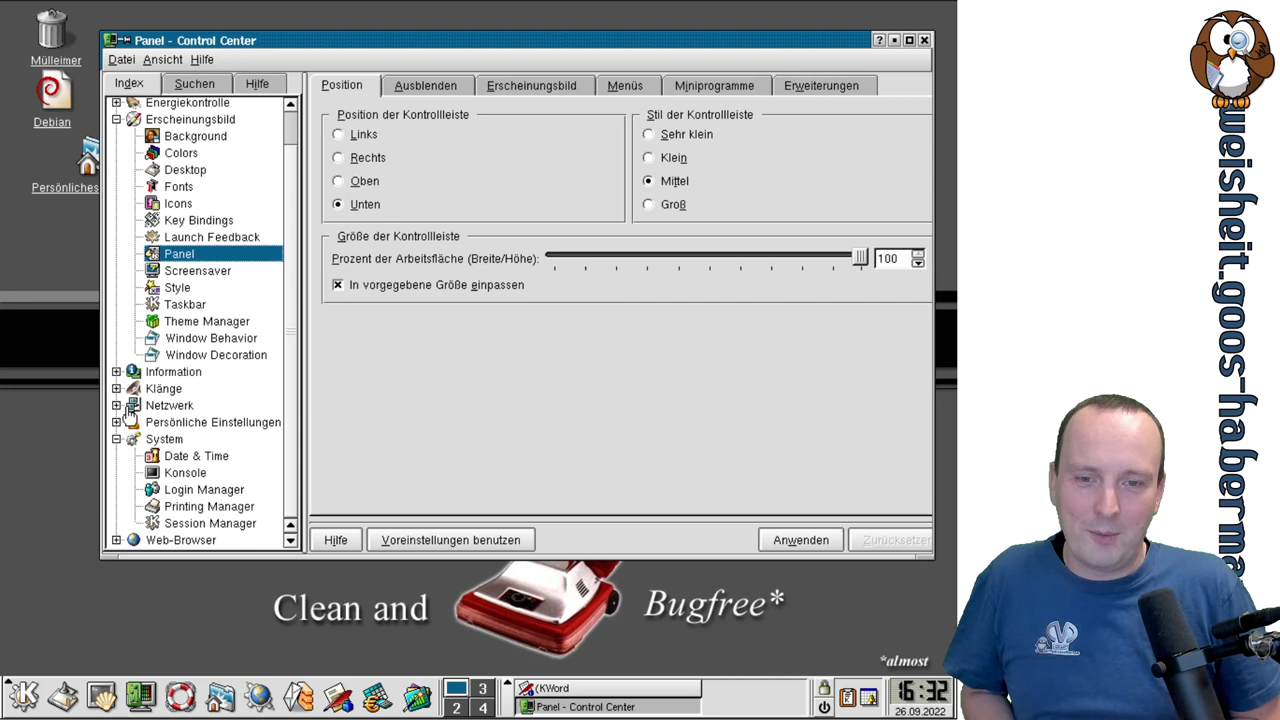 Mülleimer
Debian
Persönliches
Panel - Control Center
Datei Ansicht Hilfe
Index Suchen Hilfe
Energiekontrolle
Erscheinungsbild
Background
Colors
Desktop
Fonts
Icons
Key Bindings
Launch Feedback
Panel
Screensaver
Style
Taskbar
Theme Manager
Window Behavior
Window Decoration
Information
Klänge
Netzwerk
Persönliche Einstellungen
System
Date & Time
Konsole
Login Manager
Printing Manager
Session Manager
Web-Browser
Position Ausblenden Erscheinungsbild Menüs Miniprogramme Erweiterungen
Position der Kontrollleiste
Links
Rechts
Oben
Unten
Stil der Kontrollleiste
Sehr klein
Klein
Mittel
Groß
Größe der Kontrollleiste
Prozent der Arbeitsfläche (Breite/Höhe): 100
In vorgegebene Größe einpassen
Hilfe Voreinstellungen benutzen Anwenden Zurücksetzen
Clean and Bugfree*
*almost
3
2 4
(KWord
Panel - Control Center
16:32
26.09.2022
weisheit.goos-haberma